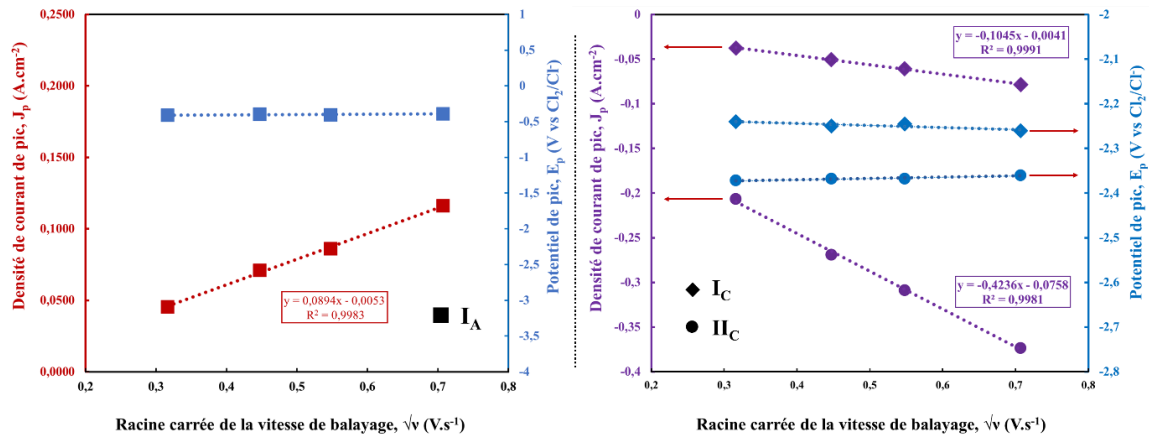 0,2500
0,2000
0,1500
0,1000
0,0500
0,0000
Densité de courant de pic, Jp (A.cm-2)
0,2 0,3 0,4 0,5 0,6 0,7 0,8
Racine carrée de la vitesse de balayage, √ν (V.s-1)
1
0
-0,5
-1
-1,5
-2
-2,5
-3
-3,5
-4
Potentiel de pic, Ep (V vs Cl2/Cl-)
y = 0,0894x - 0,0053
R² = 0,9983
IA
0
-0,05
-0,1
-0,15
-0,2
-0,25
-0,3
-0,35
-0,4
Densité de courant de pic, Jp (A.cm-2)
0,2 0,3 0,4 0,5 0,6 0,7 0,8
Racine carrée de la vitesse de balayage, √ν (V.s-1)
-2
-2,1
-2,2
-2,3
-2,4
-2,5
-2,6
-2,7
-2,8
Potentiel de pic, Ep (V vs Cl2/Cl-)
y = -0,1045x - 0,0041
R² = 0,9991
y = -0,4236x - 0,0758
R² = 0,9981
IC
IIC